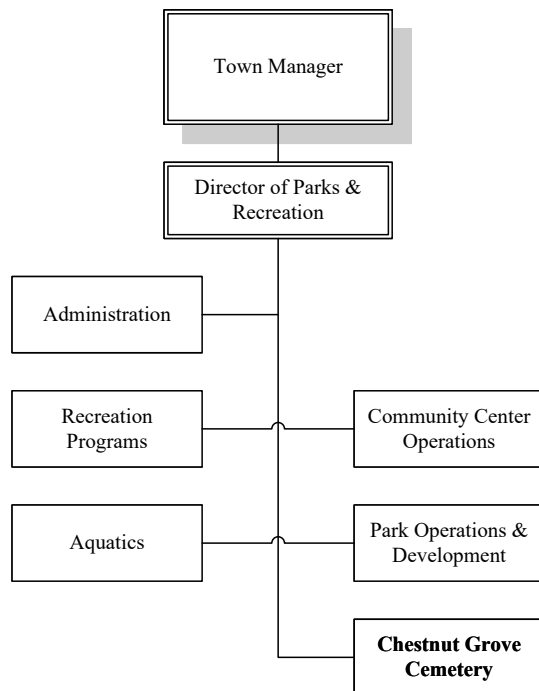 Town Manager
Director of Parks &
Recreation
Administration
Recreation
Programs
Community Center
Operations
Aquatics
Park Operations &
Development
Chestnut Grove
Cemetery